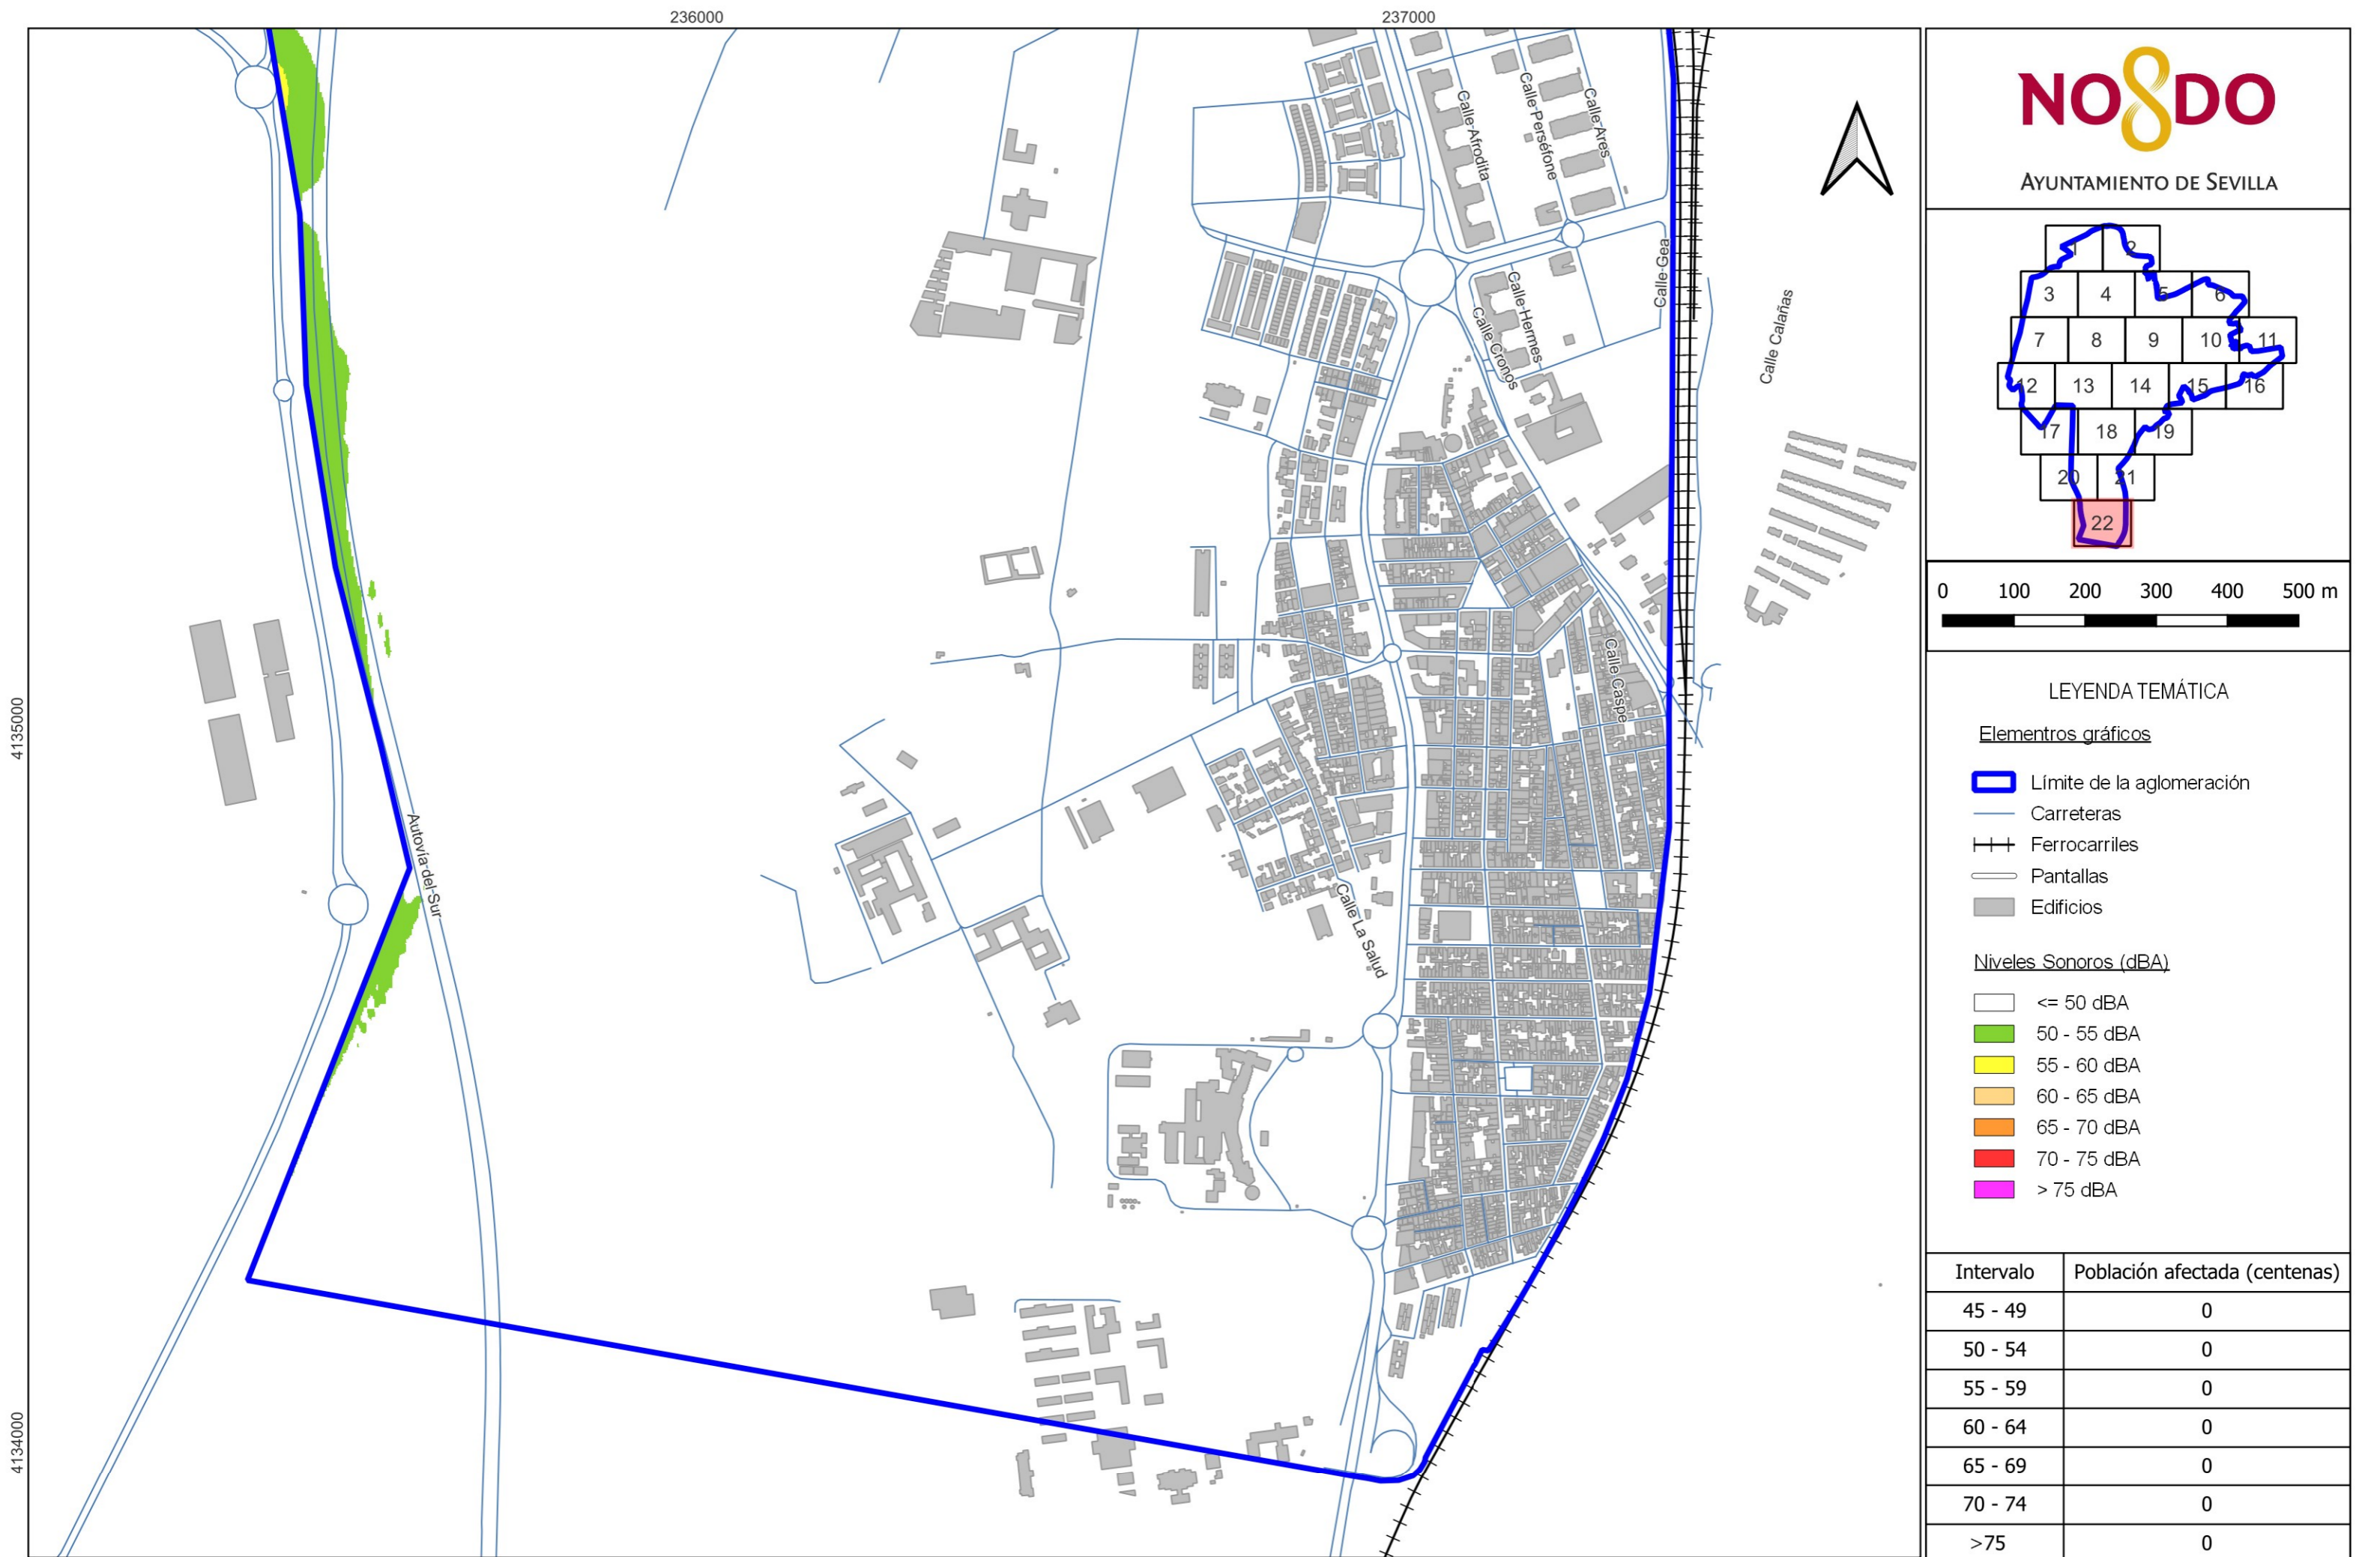 236000
237000
4135000
4134000
Calle Afrodita
Calle Perséfone
Calle Ares
Calle Gea
Calle Hermes
Calle Cronos
Calle Calañas
Calle Caspe
Autovía del Sur
Calle La Salud
NO8DO
AYUNTAMIENTO DE SEVILLA
1
2
3
4
5
6
7
8
9
10
11
12
13
14
15
16
17
18
19
20
21
22
0 100 200 300 400 500 m
LEYENDA TEMÁTICA
Elementros gráficos
Límite de la aglomeración
Carreteras
Ferrocarriles
Pantallas
Edificios
Niveles Sonoros (dBA)
<= 50 dBA
50 - 55 dBA
55 - 60 dBA
60 - 65 dBA
65 - 70 dBA
70 - 75 dBA
> 75 dBA
Intervalo Población afectada (centenas)
45 - 49 0
50 - 54 0
55 - 59 0
60 - 64 0
65 - 69 0
70 - 74 0
>75 0